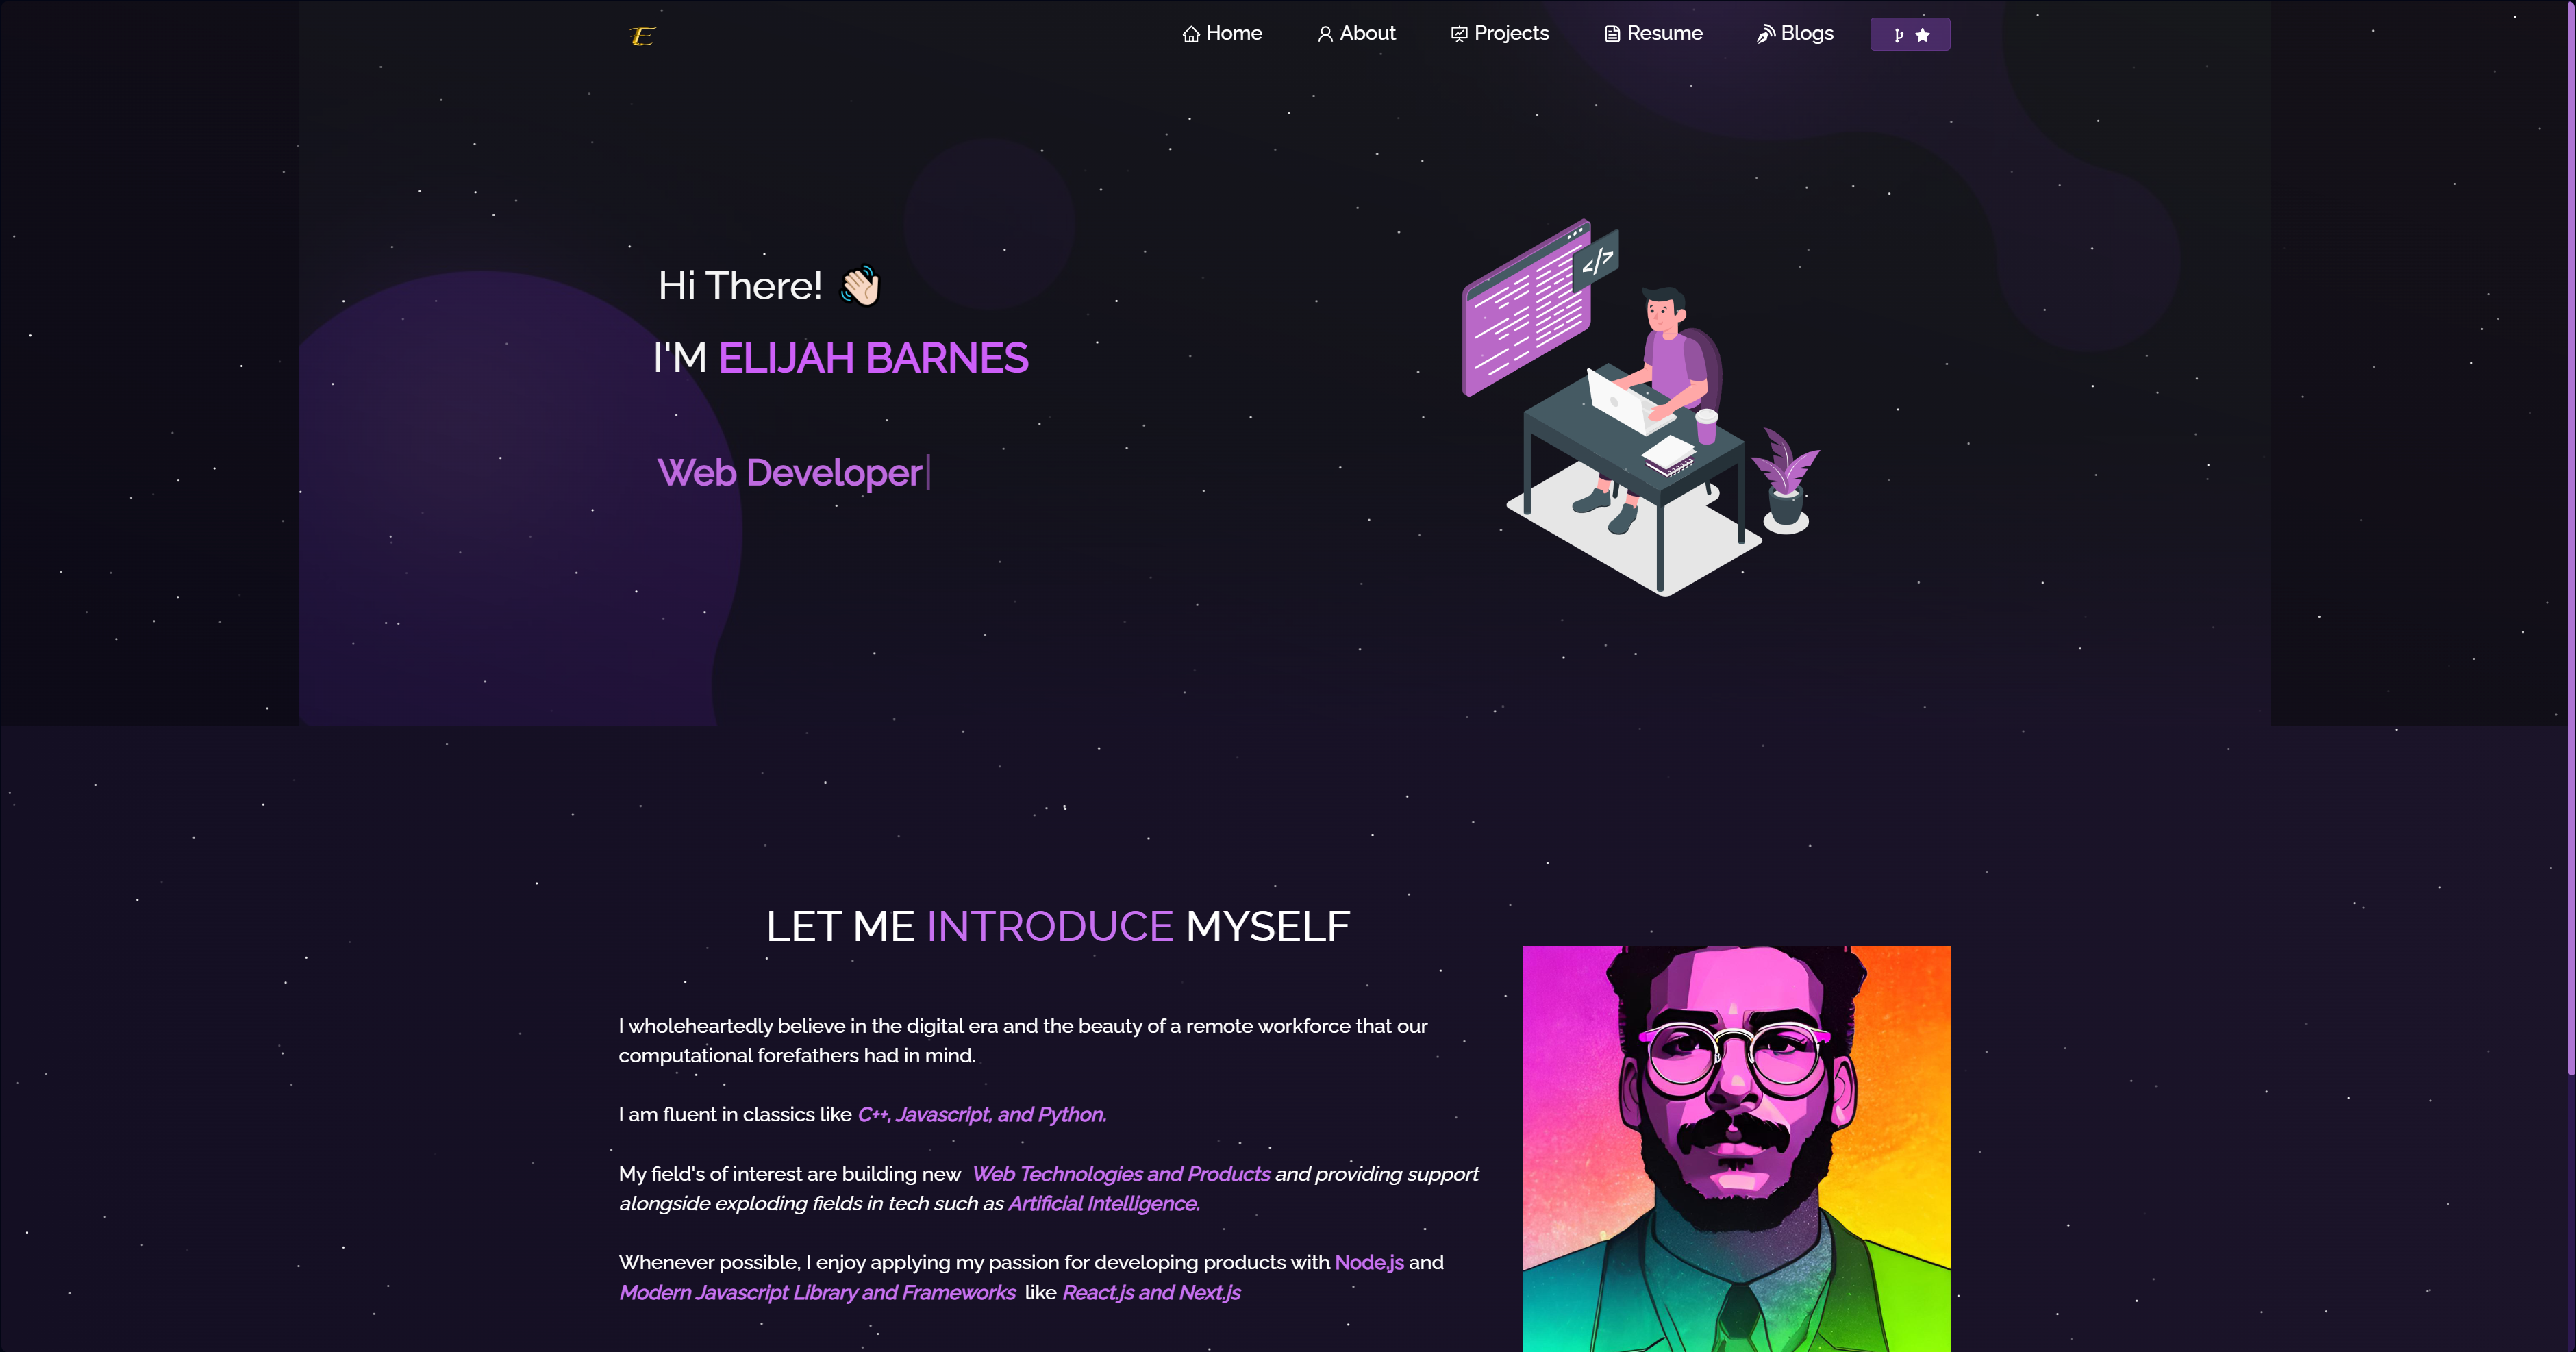 E
Home About Projects Resume Blogs
Hi There! 👋🏻
</>
I'M ELIJAH BARNES
Web Developer|
LET ME INTRODUCE MYSELF
I wholeheartedly believe in the digital era and the beauty of a remote workforce that our
computational forefathers had in mind.
I am fluent in classics like C++, Javascript, and Python.
My field's of interest are building new Web Technologies and Products and providing support
alongside exploding fields in tech such as Artificial Intelligence.
Whenever possible, I enjoy applying my passion for developing products with Node.js and
Modern Javascript Library and Frameworks like React.js and Next.js